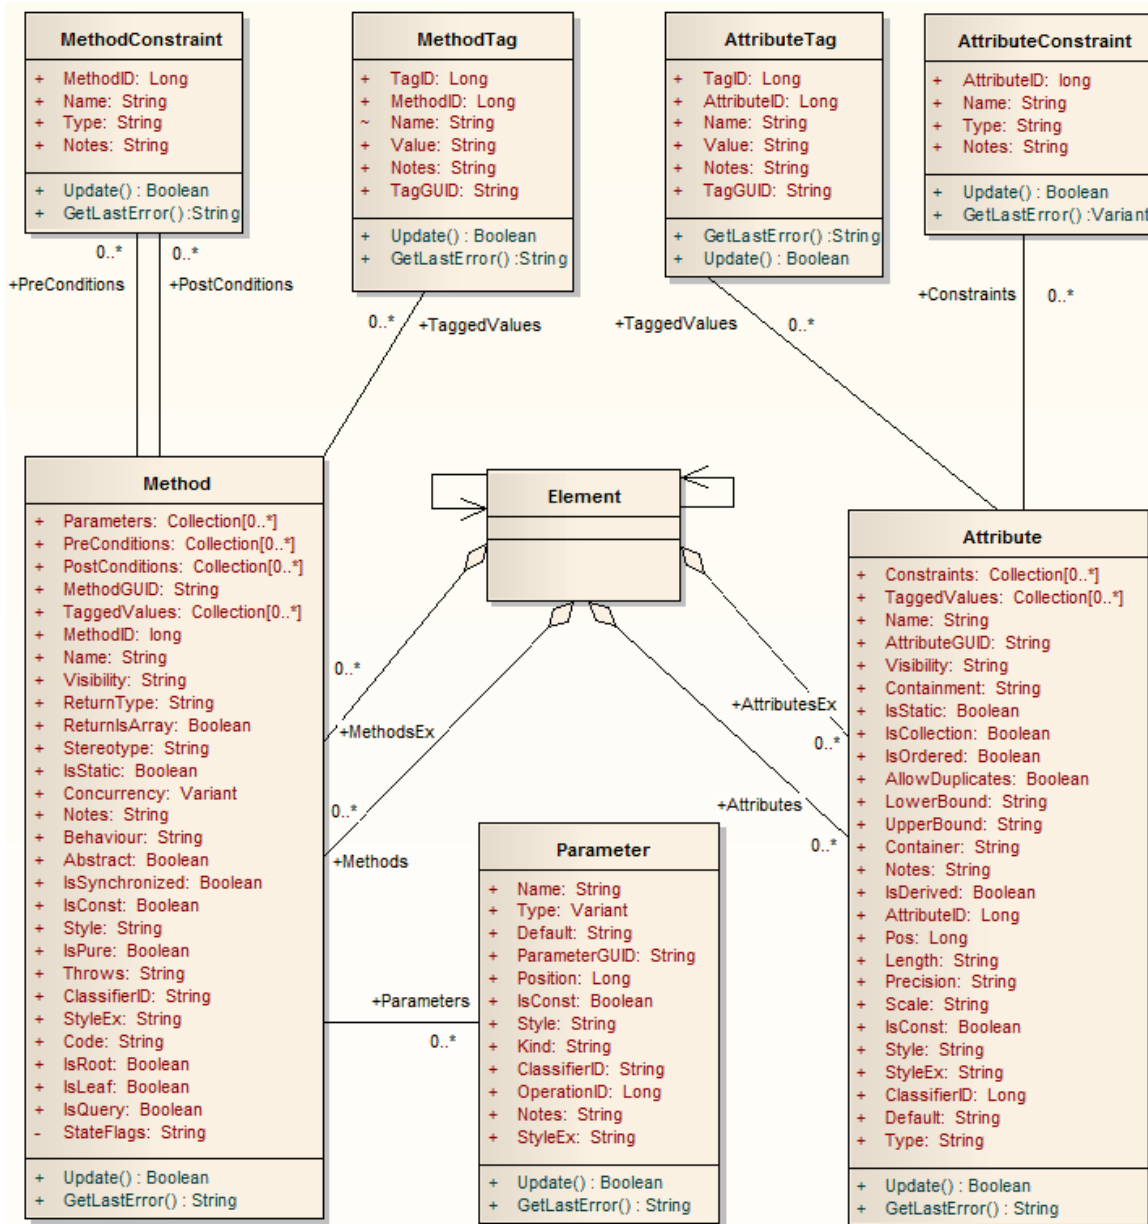 MethodConstraint
+ MethodID: Long
+ Name: String
+ Type: String
+ Notes: String
+ Update() : Boolean
+ GetLastError() :String
MethodTag
+ TagID: Long
+ MethodID: Long
~ Name: String
+ Value: String
+ Notes: String
+ TagGUID: String
+ Update() : Boolean
+ GetLastError() :String
AttributeTag
+ TagID: Long
+ AttributeID: Long
+ Name: String
+ Value: String
+ Notes: String
+ TagGUID: String
+ GetLastError() :String
+ Update() : Boolean
AttributeConstraint
+ AttributeID: long
+ Name: String
+ Type: String
+ Notes: String
+ Update() : Boolean
+ GetLastError() :Variant
0..*
0..*
+PreConditions
+PostConditions
0..*
+TaggedValues
+TaggedValues
0..*
+Constraints
0..*
Method
+ Parameters: Collection[0..*]
+ PreConditions: Collection[0..*]
+ PostConditions: Collection[0..*]
+ MethodGUID: String
+ TaggedValues: Collection[0..*]
+ MethodID: long
+ Name: String
+ Visibility: String
+ ReturnType: String
+ ReturnIsArray: Boolean
+ Stereotype: String
+ IsStatic: Boolean
+ Concurrency: Variant
+ Notes: String
+ Behaviour: String
+ Abstract: Boolean
+ IsSynchronized: Boolean
+ IsConst: Boolean
+ Style: String
+ IsPure: Boolean
+ Throws: String
+ ClassifierID: String
+ StyleEx: String
+ Code: String
+ IsRoot: Boolean
+ IsLeaf: Boolean
+ IsQuery: Boolean
- StateFlags: String
+ Update() : Boolean
+ GetLastError() : String
Element
0..*
+MethodsEx
0..*
+Methods
+AttributesEx
0..*
+Attributes
0..*
+Parameters
0..*
Parameter
+ Name: String
+ Type: Variant
+ Default: String
+ ParameterGUID: String
+ Position: Long
+ IsConst: Boolean
+ Style: String
+ Kind: String
+ ClassifierID: String
+ OperationID: Long
+ Notes: String
+ StyleEx: String
+ Update() : Boolean
+ GetLastError() : String
Attribute
+ Constraints: Collection[0..*]
+ TaggedValues: Collection[0..*]
+ Name: String
+ AttributeGUID: String
+ Visibility: String
+ Containment: String
+ IsStatic: Boolean
+ IsCollection: Boolean
+ IsOrdered: Boolean
+ AllowDuplicates: Boolean
+ LowerBound: String
+ UpperBound: String
+ Container: String
+ Notes: String
+ IsDerived: Boolean
+ AttributeID: Long
+ Pos: Long
+ Length: String
+ Precision: String
+ Scale: String
+ IsConst: Boolean
+ Style: String
+ StyleEx: String
+ ClassifierID: Long
+ Default: String
+ Type: String
+ Update() : Boolean
+ GetLastError() : String